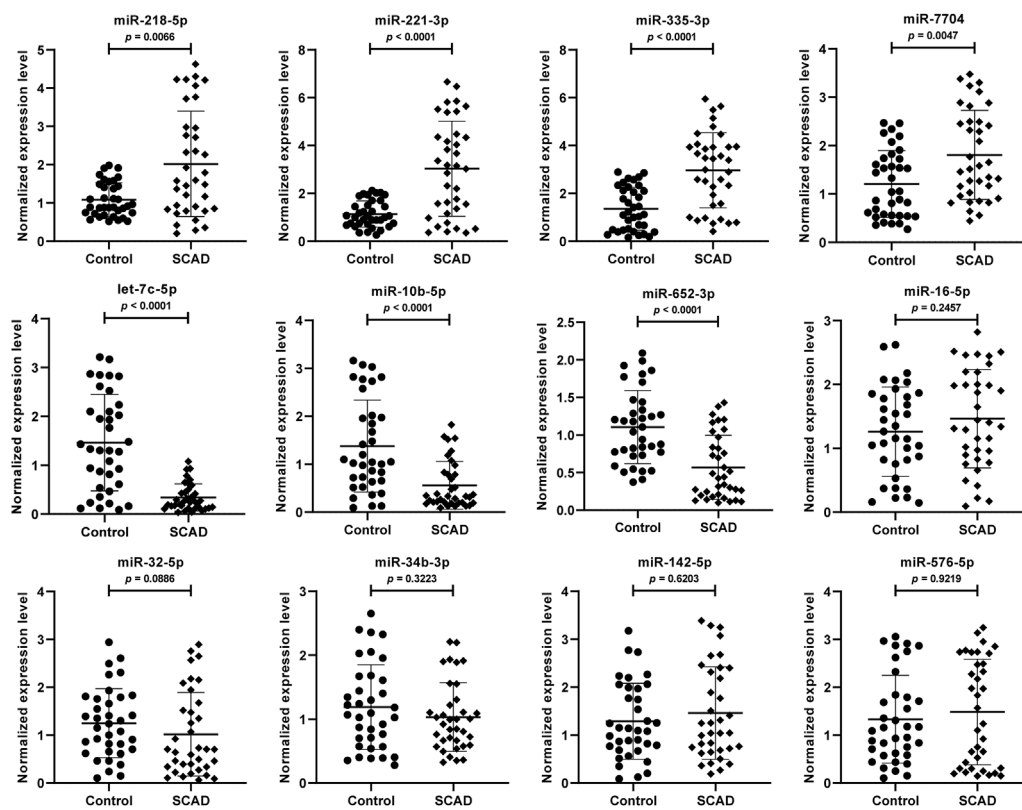 miR-218-5p
p = 0.0066
Normalized expression level
5
4
3
2
1
0
Control
SCAD
miR-221-3p
p < 0.0001
Normalized expression level
8
6
4
2
0
Control
SCAD
miR-335-3p
p < 0.0001
Normalized expression level
8
6
4
2
0
Control
SCAD
miR-7704
p = 0.0047
Normalized expression level
4
3
2
1
0
Control
SCAD
let-7c-5p
p < 0.0001
Normalized expression level
4
3
2
1
0
Control
SCAD
miR-10b-5p
p < 0.0001
Normalized expression level
4
3
2
1
0
Control
SCAD
miR-652-3p
p < 0.0001
Normalized expression level
2.5
2.0
1.5
1.0
0.5
0.0
Control
SCAD
miR-16-5p
p = 0.2457
Normalized expression level
3
2
1
0
Control
SCAD
miR-32-5p
p = 0.0886
Normalized expression level
4
3
2
1
0
Control
SCAD
miR-34b-3p
p = 0.3223
Normalized expression level
3
2
1
0
Control
SCAD
miR-142-5p
p = 0.6203
Normalized expression level
4
3
2
1
0
Control
SCAD
miR-576-5p
p = 0.9219
Normalized expression level
4
3
2
1
0
Control
SCAD